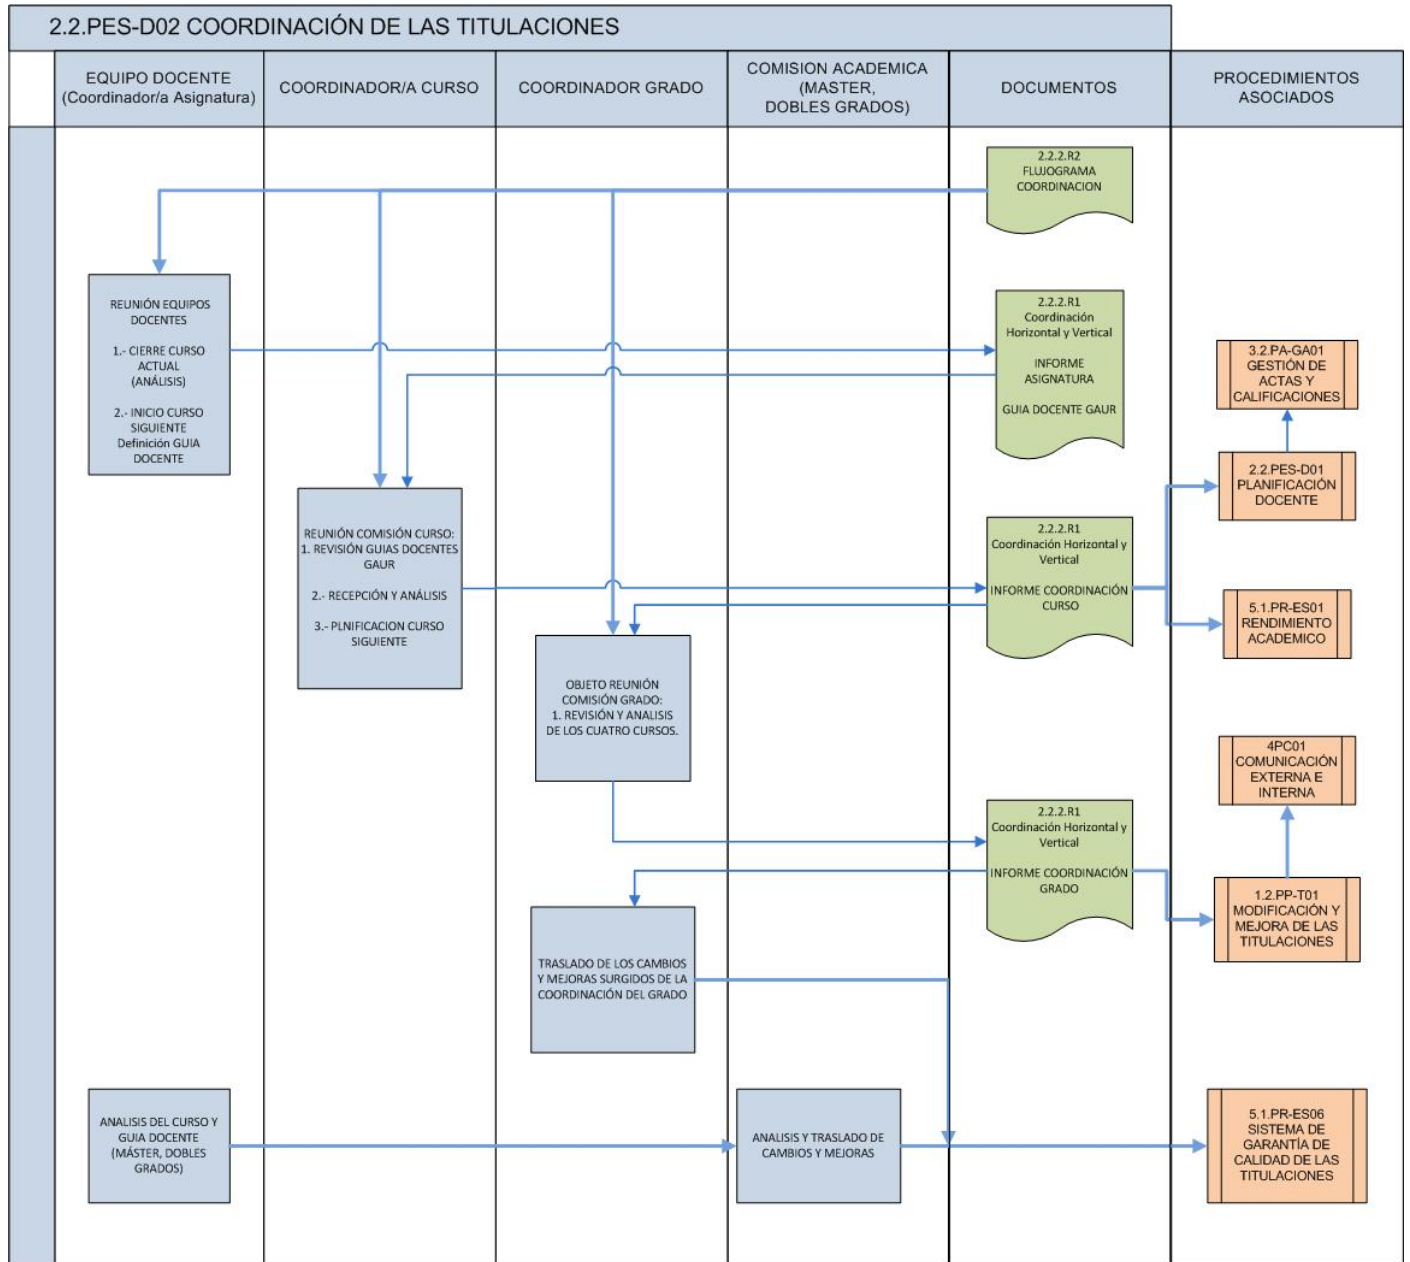 2.2.PES-D02 COORDINACIÓN DE LAS TITULACIONES
EQUIPO DOCENTE
(Coordinador/a Asignatura)
COORDINADOR/A CURSO
COORDINADOR GRADO
COMISION ACADEMICA
(MASTER,
DOBLES GRADOS)
DOCUMENTOS
PROCEDIMIENTOS
ASOCIADOS
2.2.2.R2
FLUJOGRAMA
COORDINACION
REUNIÓN EQUIPOS
DOCENTES
1.- CIERRE CURSO
ACTUAL
(ANÁLISIS)
2.- INICIO CURSO
SIGUIENTE
Definición GUIA
DOCENTE
2.2.2.R1
Coordinación
Horizontal y Vertical
INFORME
ASIGNATURA
GUIA DOCENTE GAUR
3.2.PA-GA01
GESTIÓN DE
ACTAS Y
CALIFICACIONES
2.2.PES-D01
PLANIFICACIÓN
DOCENTE
REUNIÓN COMISIÓN CURSO:
1. REVISIÓN GUIAS DOCENTES
GAUR
2.- RECEPCIÓN Y ANÁLISIS
3.- PLNIFICACION CURSO
SIGUIENTE
2.2.2.R1
Coordinación Horizontal y
Vertical
INFORME COORDINACIÓN
CURSO
5.1.PR-ES01
RENDIMIENTO
ACADEMICO
OBJETO REUNIÓN
COMISIÓN GRADO:
1. REVISIÓN Y ANALISIS
DE LOS CUATRO CURSOS.
4PC01
COMUNICACIÓN
EXTERNA E
INTERNA
2.2.2.R1
Coordinación Horizontal y
Vertical
INFORME COORDINACIÓN
GRADO
1.2.PP-T01
MODIFICACIÓN Y
MEJORA DE LAS
TITULACIONES
TRASLADO DE LOS CAMBIOS
Y MEJORAS SURGIDOS DE LA
COORDINACIÓN DEL GRADO
ANALISIS DEL CURSO Y
GUIA DOCENTE
(MÁSTER, DOBLES
GRADOS)
ANALISIS Y TRASLADO DE
CAMBIOS Y MEJORAS
5.1.PR-ES06
SISTEMA DE
GARANTÍA DE
CALIDAD DE LAS
TITULACIONES